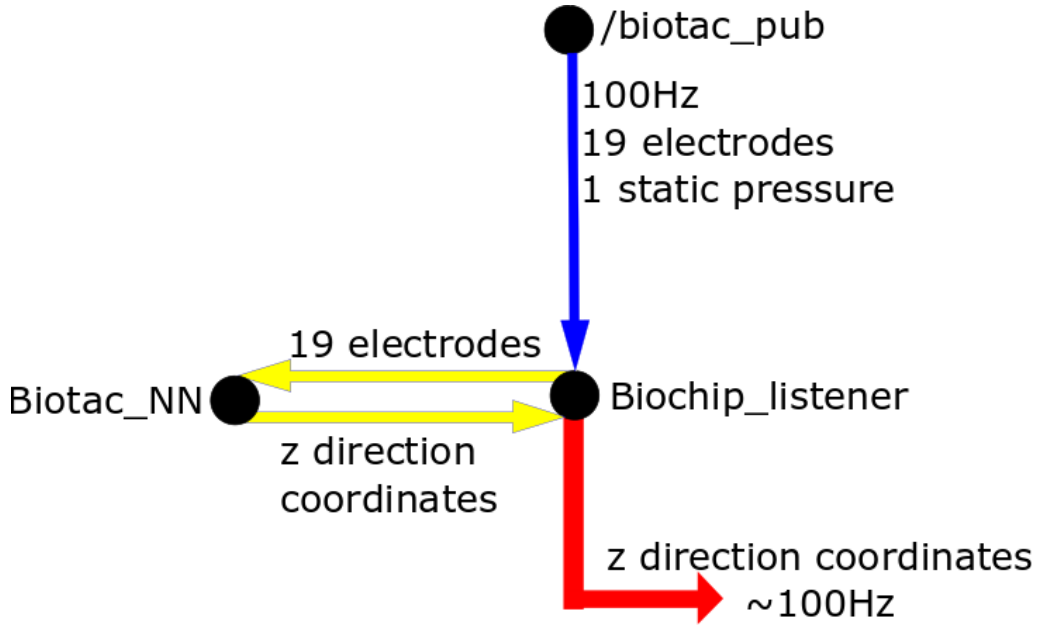 /biotac_pub
100Hz
19 electrodes
1 static pressure
19 electrodes
Biotac_NN
Biochip_listener
z direction
coordinates
z direction coordinates
~100Hz